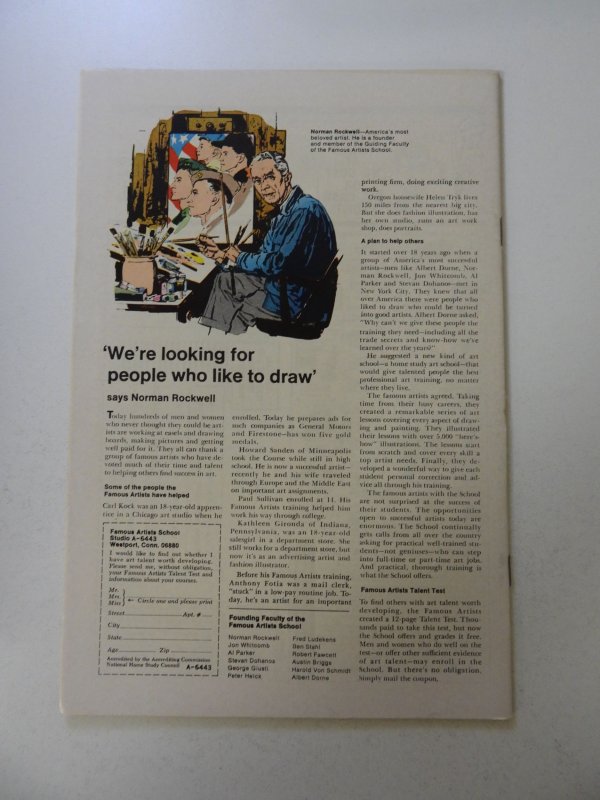 Norman Rockwell—America's most
beloved artist. He is a founder
and member of the Guiding Faculty
of the Famous Artists School.
'We're looking for
people who like to draw'
says Norman Rockwell
Today hundreds of men and women
who never thought they could be art-
ists are working at easels and drawing
boards, making pictures and getting
well paid for it. They all can thank a
group of famous artists who have de-
voted much of their time and talent
to helping others find success in art.
Some of the people the
Famous Artists have helped
Carl Kock was an 18-year-old appren-
tice in a Chicago art studio when he
enrolled. Today he prepares ads for
such companies as General Motors
and Firestone—has won five gold
medals.
Howard Sanden of Minneapolis
took the Course while still in high
school. He is now a successful artist—
recently he and his wife traveled
through Europe and the Middle East
on important art assignments.
Paul Sullivan enrolled at 14. His
Famous Artists training helped him
work his way through college.
Kathleen Gironda of Indiana,
Pennsylvania, was an 18-year-old
salesgirl in a department store. She
still works for a department store, but
now it's as an advertising artist and
fashion illustrator.
Before his Famous Artists training,
Anthony Fotia was a mail clerk,
"stuck" in a low-pay routine job. To-
day, he's an artist for an important
printing firm, doing exciting creative
work.
Oregon housewife Helen Tryk lives
150 miles from the nearest big city.
But she does fashion illustration, has
her own studio, runs an art work
shop, does portraits.
A plan to help others
It started over 18 years ago when a
group of America's most successful
artists—men like Albert Dorne, Nor-
man Rockwell, Jon Whitcomb, Al
Parker and Stevan Dohanos—met in
New York City. They knew that all
over America there were people who
liked to draw who could be turned
into good artists. Albert Dorne asked,
"Why can't we give these people the
training they need—including all the
trade secrets and know-how we've
learned over the years?"
He suggested a new kind of art
school—a home study art school—that
would give talented people the best
professional art training, no matter
where they live.
The famous artists agreed. Taking
time from their busy careers, they
created a remarkable series of art
lessons covering every aspect of draw-
ing and painting. They illustrated
their lessons with over 5,000 "here's-
how" illustrations. The lessons start
from scratch and cover every skill a
top artist needs. Finally, they de-
veloped a wonderful way to give each
student personal correction and ad-
vice all through his training.
The famous artists with the School
are not surprised at the success of
their students. The opportunities
open to successful artists today are
enormous. The School continually
gets calls from all over the country
asking for practical well-trained stu-
dents—not geniuses—who can step
into full-time or part-time art jobs.
And practical, thorough training is
what the School offers.
Famous Artists Talent Test
To find others with art talent worth
developing, the Famous Artists
created a 12-page Talent Test. Thou-
sands paid to take this test, but now
the School offers and grades it free.
Men and women who do well on the
test—or offer other sufficient evidence
of art talent—may enroll in the
School. But there's no obligation.
Simply mail the coupon.
Famous Artists School
Studio A-6443
Westport, Conn. 06880
I would like to find out whether I
have art talent worth developing.
Please send me, without obligation,
your Famous Artists Talent Test and
information about your courses.
Mr.
Mrs.
Miss
Circle one and please print
Street Apt. #
City
State
Age Zip
Accredited by the Accrediting Commission
National Home Study Council A-6443
Founding Faculty of the
Famous Artists School
Norman Rockwell
Jon Whitcomb
Al Parker
Stevan Dohanos
George Giusti
Peter Helck
Fred Ludekens
Ben Stahl
Robert Fawcett
Austin Briggs
Harold Von Schmidt
Albert Dorne